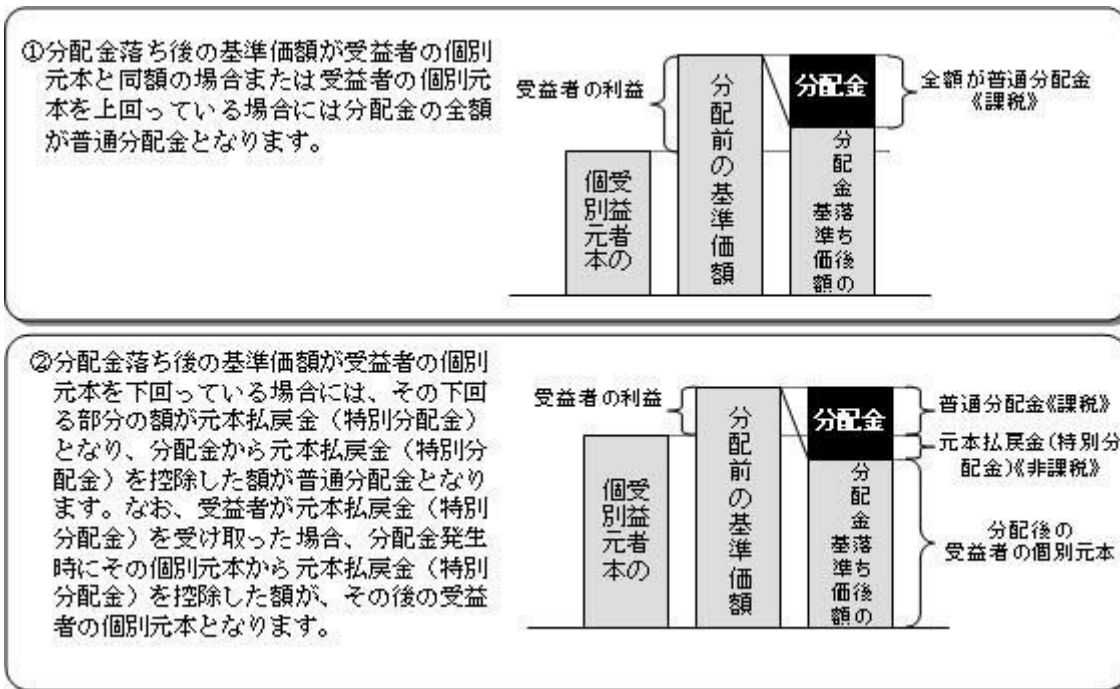 ①分配金落ち後の基準価額が受益者の個別
元本と同額の場合または受益者の個別元
本を上回っている場合には分配金の全額
が普通分配金となります。
受益者の利益
受益者の
個別元本
分配前の基準価額
分配金
分配金落ち後の
基準価額
全額が普通分配金
《課税》
②分配金落ち後の基準価額が受益者の個別
元本を下回っている場合には、その下回
る部分の額が元本払戻金（特別分配金）
となり、分配金から元本払戻金（特別分
配金）を控除した額が普通分配金となり
ます。なお、受益者が元本払戻金（特別
分配金）を受け取った場合、分配金発生
時にその個別元本から元本払戻金（特別
分配金）を控除した額が、その後の受益
者の個別元本となります。
受益者の利益
受益者の
個別元本
分配前の基準価額
分配金
分配金落ち後の
基準価額
普通分配金《課税》
元本払戻金(特別分
配金)《非課税》
分配後の
受益者の個別元本